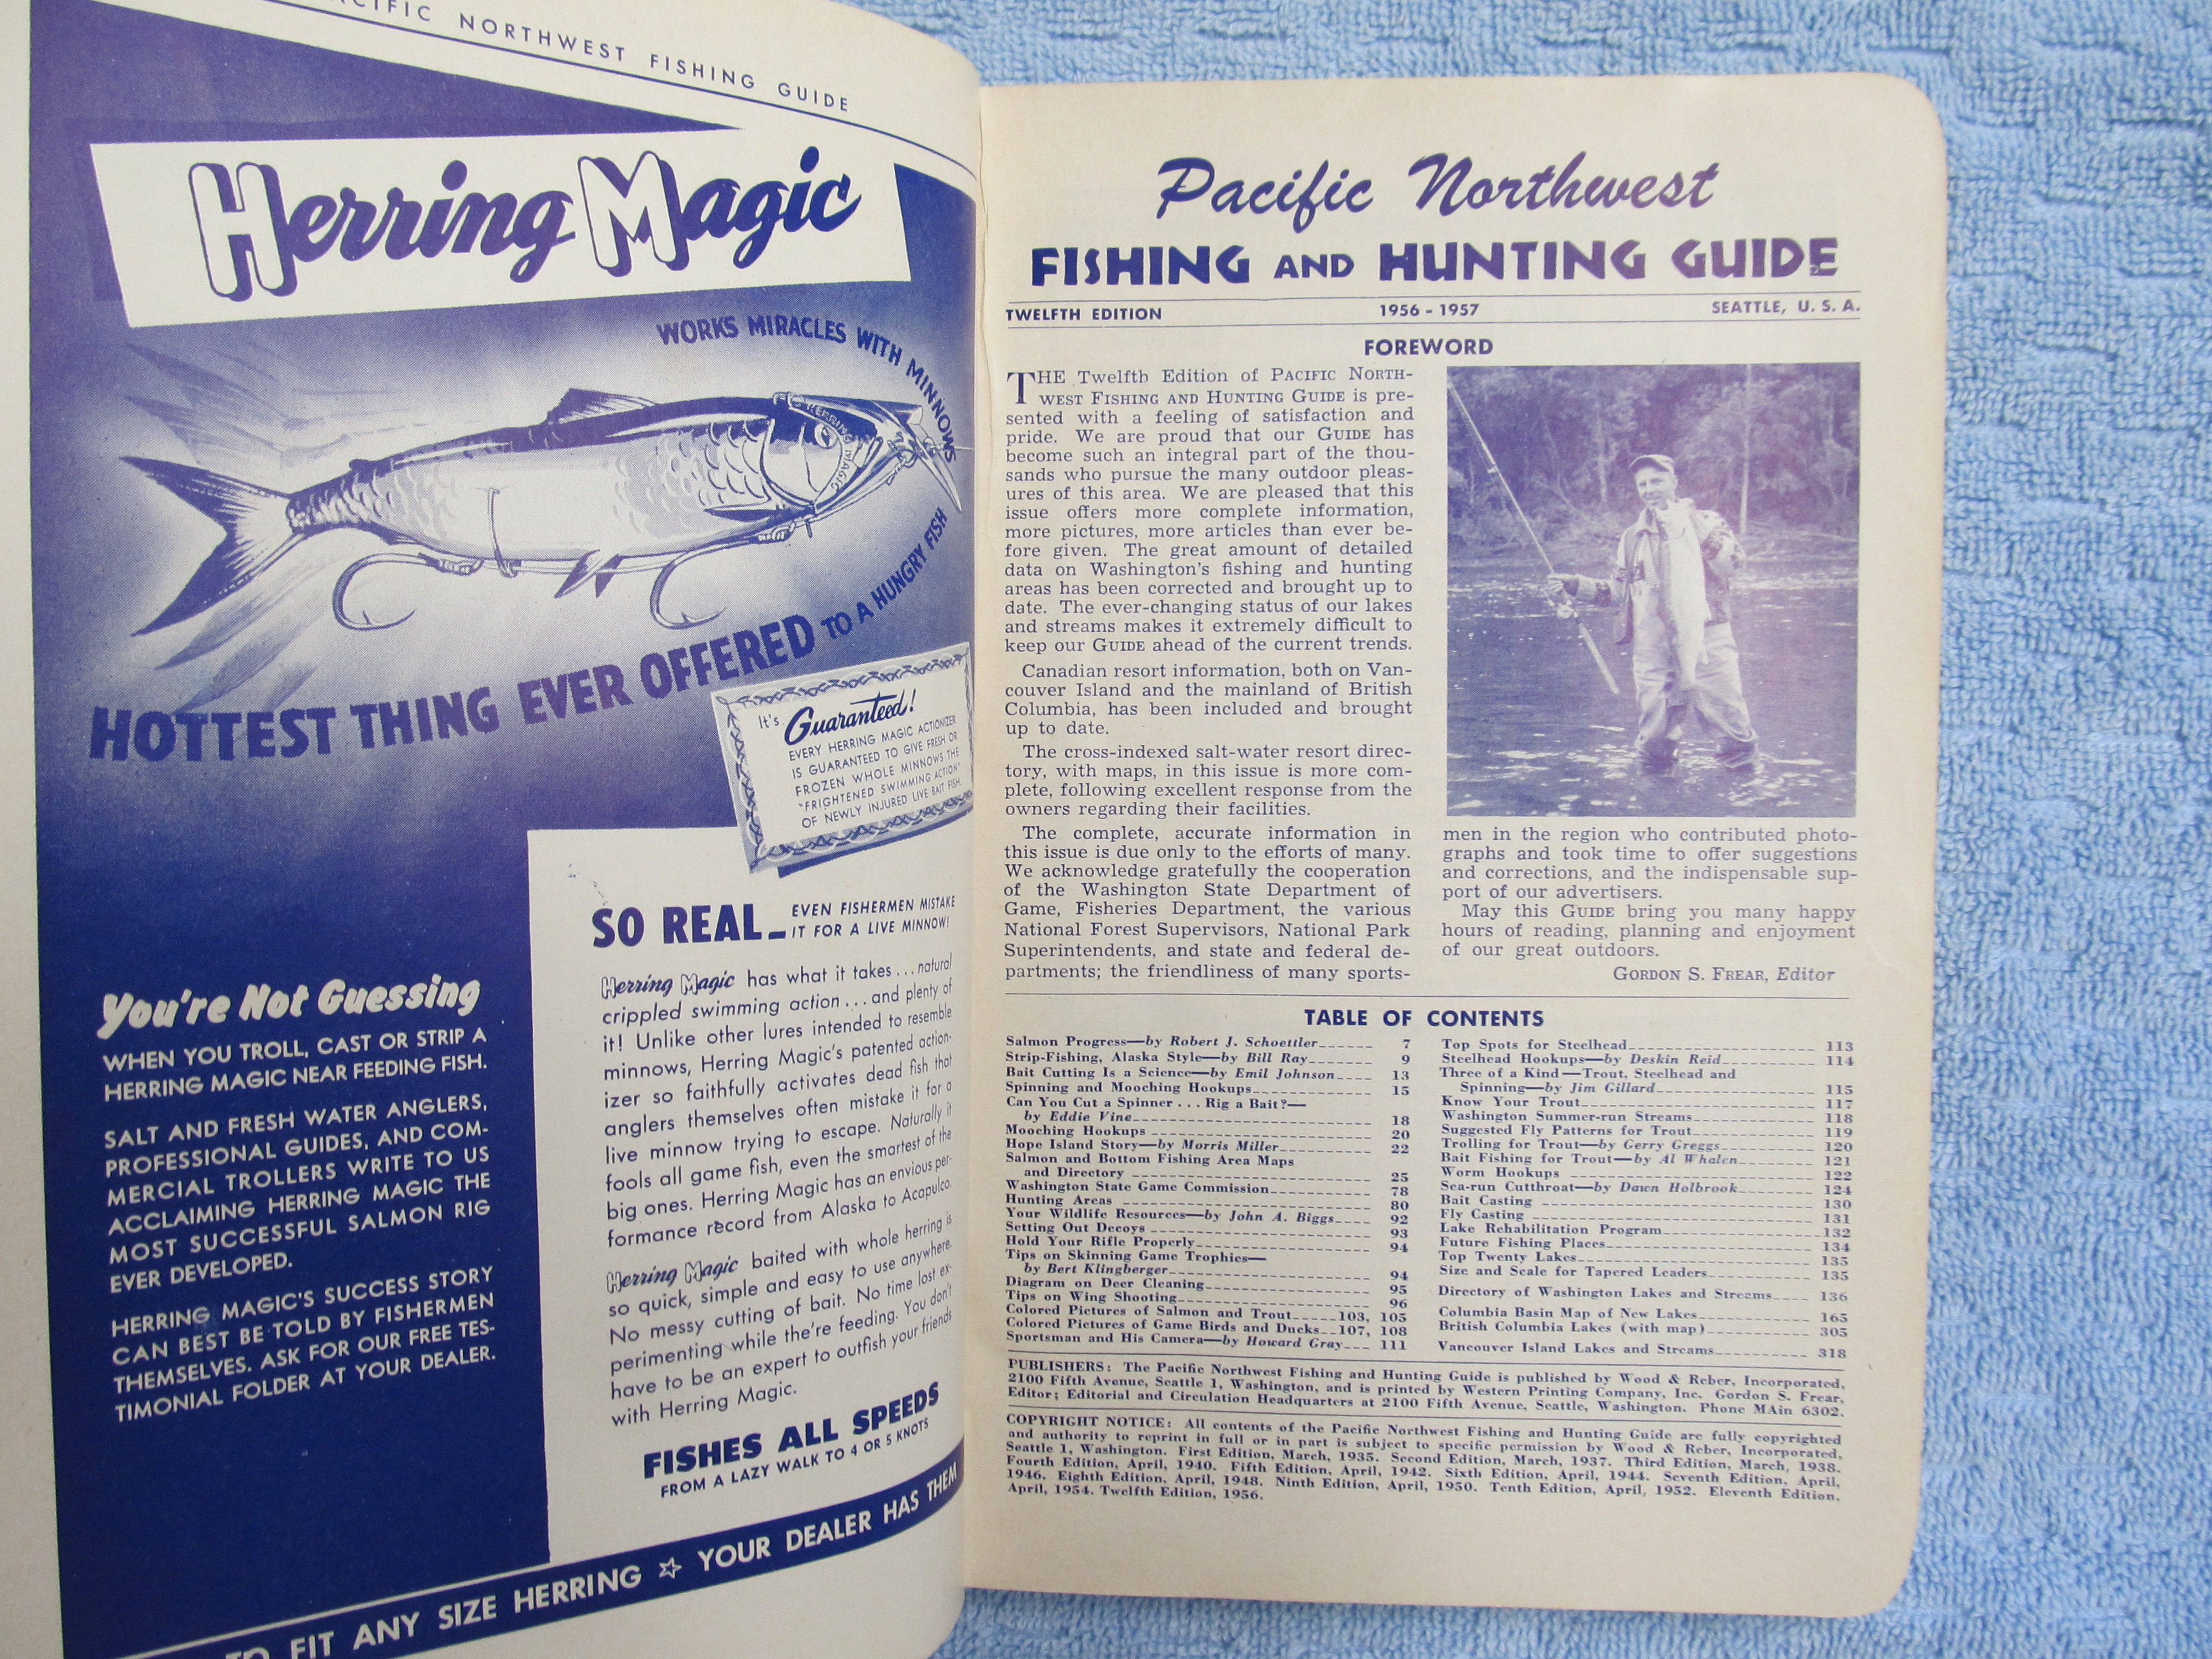 PACIFIC NORTHWEST FISHING GUIDE
Herring Magic
WORKS MIRACLES WITH MINNOWS
HERRING MAGIC
HOTTEST THING EVER OFFERED TO A HUNGRY FISH
It's Guaranteed!
EVERY HERRING MAGIC ACTIONIZER
IS GUARANTEED TO GIVE FRESH OR
FROZEN WHOLE MINNOWS THE
"FRIGHTENED SWIMMING ACTION"
OF NEWLY INJURED LIVE BAIT FISH.
You're Not Guessing
WHEN YOU TROLL, CAST OR STRIP A
HERRING MAGIC NEAR FEEDING FISH.
SALT AND FRESH WATER ANGLERS,
PROFESSIONAL GUIDES, AND COM-
MERCIAL TROLLERS WRITE TO US
ACCLAIMING HERRING MAGIC THE
MOST SUCCESSFUL SALMON RIG
EVER DEVELOPED.
HERRING MAGIC'S SUCCESS STORY
CAN BEST BE TOLD BY FISHERMEN
THEMSELVES. ASK FOR OUR FREE TES-
TIMONIAL FOLDER AT YOUR DEALER.
SO REAL — EVEN FISHERMEN MISTAKE
IT FOR A LIVE MINNOW!
Herring Magic has what it takes . . . natural
crippled swimming action . . . and plenty of
it! Unlike other lures intended to resemble
minnows, Herring Magic's patented action-
izer so faithfully activates dead fish that
anglers themselves often mistake it for a
live minnow trying to escape. Naturally it
fools all game fish, even the smartest of the
big ones. Herring Magic has an envious per-
formance record from Alaska to Acapulco.
Herring Magic baited with whole herring is
so quick, simple and easy to use anywhere.
No messy cutting of bait. No time lost ex-
perimenting while the're feeding. You don't
have to be an expert to outfish your friends
with Herring Magic.
FISHES ALL SPEEDS
FROM A LAZY WALK TO 4 OR 5 KNOTS
TO FIT ANY SIZE HERRING ☆ YOUR DEALER HAS THEM
Pacific Northwest
FISHING AND HUNTING GUIDE
TWELFTH EDITION 1956 - 1957 SEATTLE, U. S. A.
FOREWORD
THE Twelfth Edition of PACIFIC NORTH-
WEST FISHING AND HUNTING GUIDE is pre-
sented with a feeling of satisfaction and
pride. We are proud that our GUIDE has
become such an integral part of the thou-
sands who pursue the many outdoor pleas-
ures of this area. We are pleased that this
issue offers more complete information,
more pictures, more articles than ever be-
fore given. The great amount of detailed
data on Washington's fishing and hunting
areas has been corrected and brought up to
date. The ever-changing status of our lakes
and streams makes it extremely difficult to
keep our GUIDE ahead of the current trends.
Canadian resort information, both on Van-
couver Island and the mainland of British
Columbia, has been included and brought
up to date.
The cross-indexed salt-water resort direc-
tory, with maps, in this issue is more com-
plete, following excellent response from the
owners regarding their facilities.
The complete, accurate information in
this issue is due only to the efforts of many.
We acknowledge gratefully the cooperation
of the Washington State Department of
Game, Fisheries Department, the various
National Forest Supervisors, National Park
Superintendents, and state and federal de-
partments; the friendliness of many sports-
men in the region who contributed photo-
graphs and took time to offer suggestions
and corrections, and the indispensable sup-
port of our advertisers.
May this GUIDE bring you many happy
hours of reading, planning and enjoyment
of our great outdoors.
GORDON S. FREAR, Editor
TABLE OF CONTENTS
Salmon Progress—by Robert J. Schoettler 7
Strip-Fishing, Alaska Style—by Bill Ray 9
Bait Cutting Is a Science—by Emil Johnson 13
Spinning and Mooching Hookups 15
Can You Cut a Spinner . . . Rig a Bait?—
by Eddie Vine 18
Mooching Hookups 20
Hope Island Story—by Morris Miller 22
Salmon and Bottom Fishing Area Maps
and Directory 25
Washington State Game Commission 78
Hunting Areas 80
Your Wildlife Resources—by John A. Biggs 92
Setting Out Decoys 93
Hold Your Rifle Properly 94
Tips on Skinning Game Trophies—
by Bert Klingberger 94
Diagram on Deer Cleaning 95
Tips on Wing Shooting 96
Colored Pictures of Salmon and Trout 103, 105
Colored Pictures of Game Birds and Ducks 107, 108
Sportsman and His Camera—by Howard Gray 111
Top Spots for Steelhead 113
Steelhead Hookups—by Deskin Reid 114
Three of a Kind—Trout, Steelhead and
Spinning—by Jim Gillard 115
Know Your Trout 117
Washington Summer-run Streams 118
Suggested Fly Patterns for Trout 119
Trolling for Trout—by Gerry Greggs 120
Bait Fishing for Trout—by Al Whalen 121
Worm Hookups 122
Sea-run Cutthroat—by Dawn Holbrook 124
Bait Casting 130
Fly Casting 131
Lake Rehabilitation Program 132
Future Fishing Places 134
Top Twenty Lakes 135
Size and Scale for Tapered Leaders 135
Directory of Washington Lakes and Streams 136
Columbia Basin Map of New Lakes 165
British Columbia Lakes (with map) 305
Vancouver Island Lakes and Streams 318
PUBLISHERS: The Pacific Northwest Fishing and Hunting Guide is published by Wood & Reber, Incorporated,
2100 Fifth Avenue, Seattle 1, Washington, and is printed by Western Printing Company, Inc. Gordon S. Frear,
Editor; Editorial and Circulation Headquarters at 2100 Fifth Avenue, Seattle, Washington. Phone MAin 6302.
COPYRIGHT NOTICE: All contents of the Pacific Northwest Fishing and Hunting Guide are fully copyrighted
and authority to reprint in full or in part is subject to specific permission by Wood & Reber, Incorporated,
Seattle 1, Washington. First Edition, March, 1935. Second Edition, March, 1937. Third Edition, March, 1938.
Fourth Edition, April, 1940. Fifth Edition, April, 1942. Sixth Edition, April, 1944. Seventh Edition, April,
1946. Eighth Edition, April, 1948. Ninth Edition, April, 1950. Tenth Edition, April, 1952. Eleventh Edition,
April, 1954. Twelfth Edition, 1956.